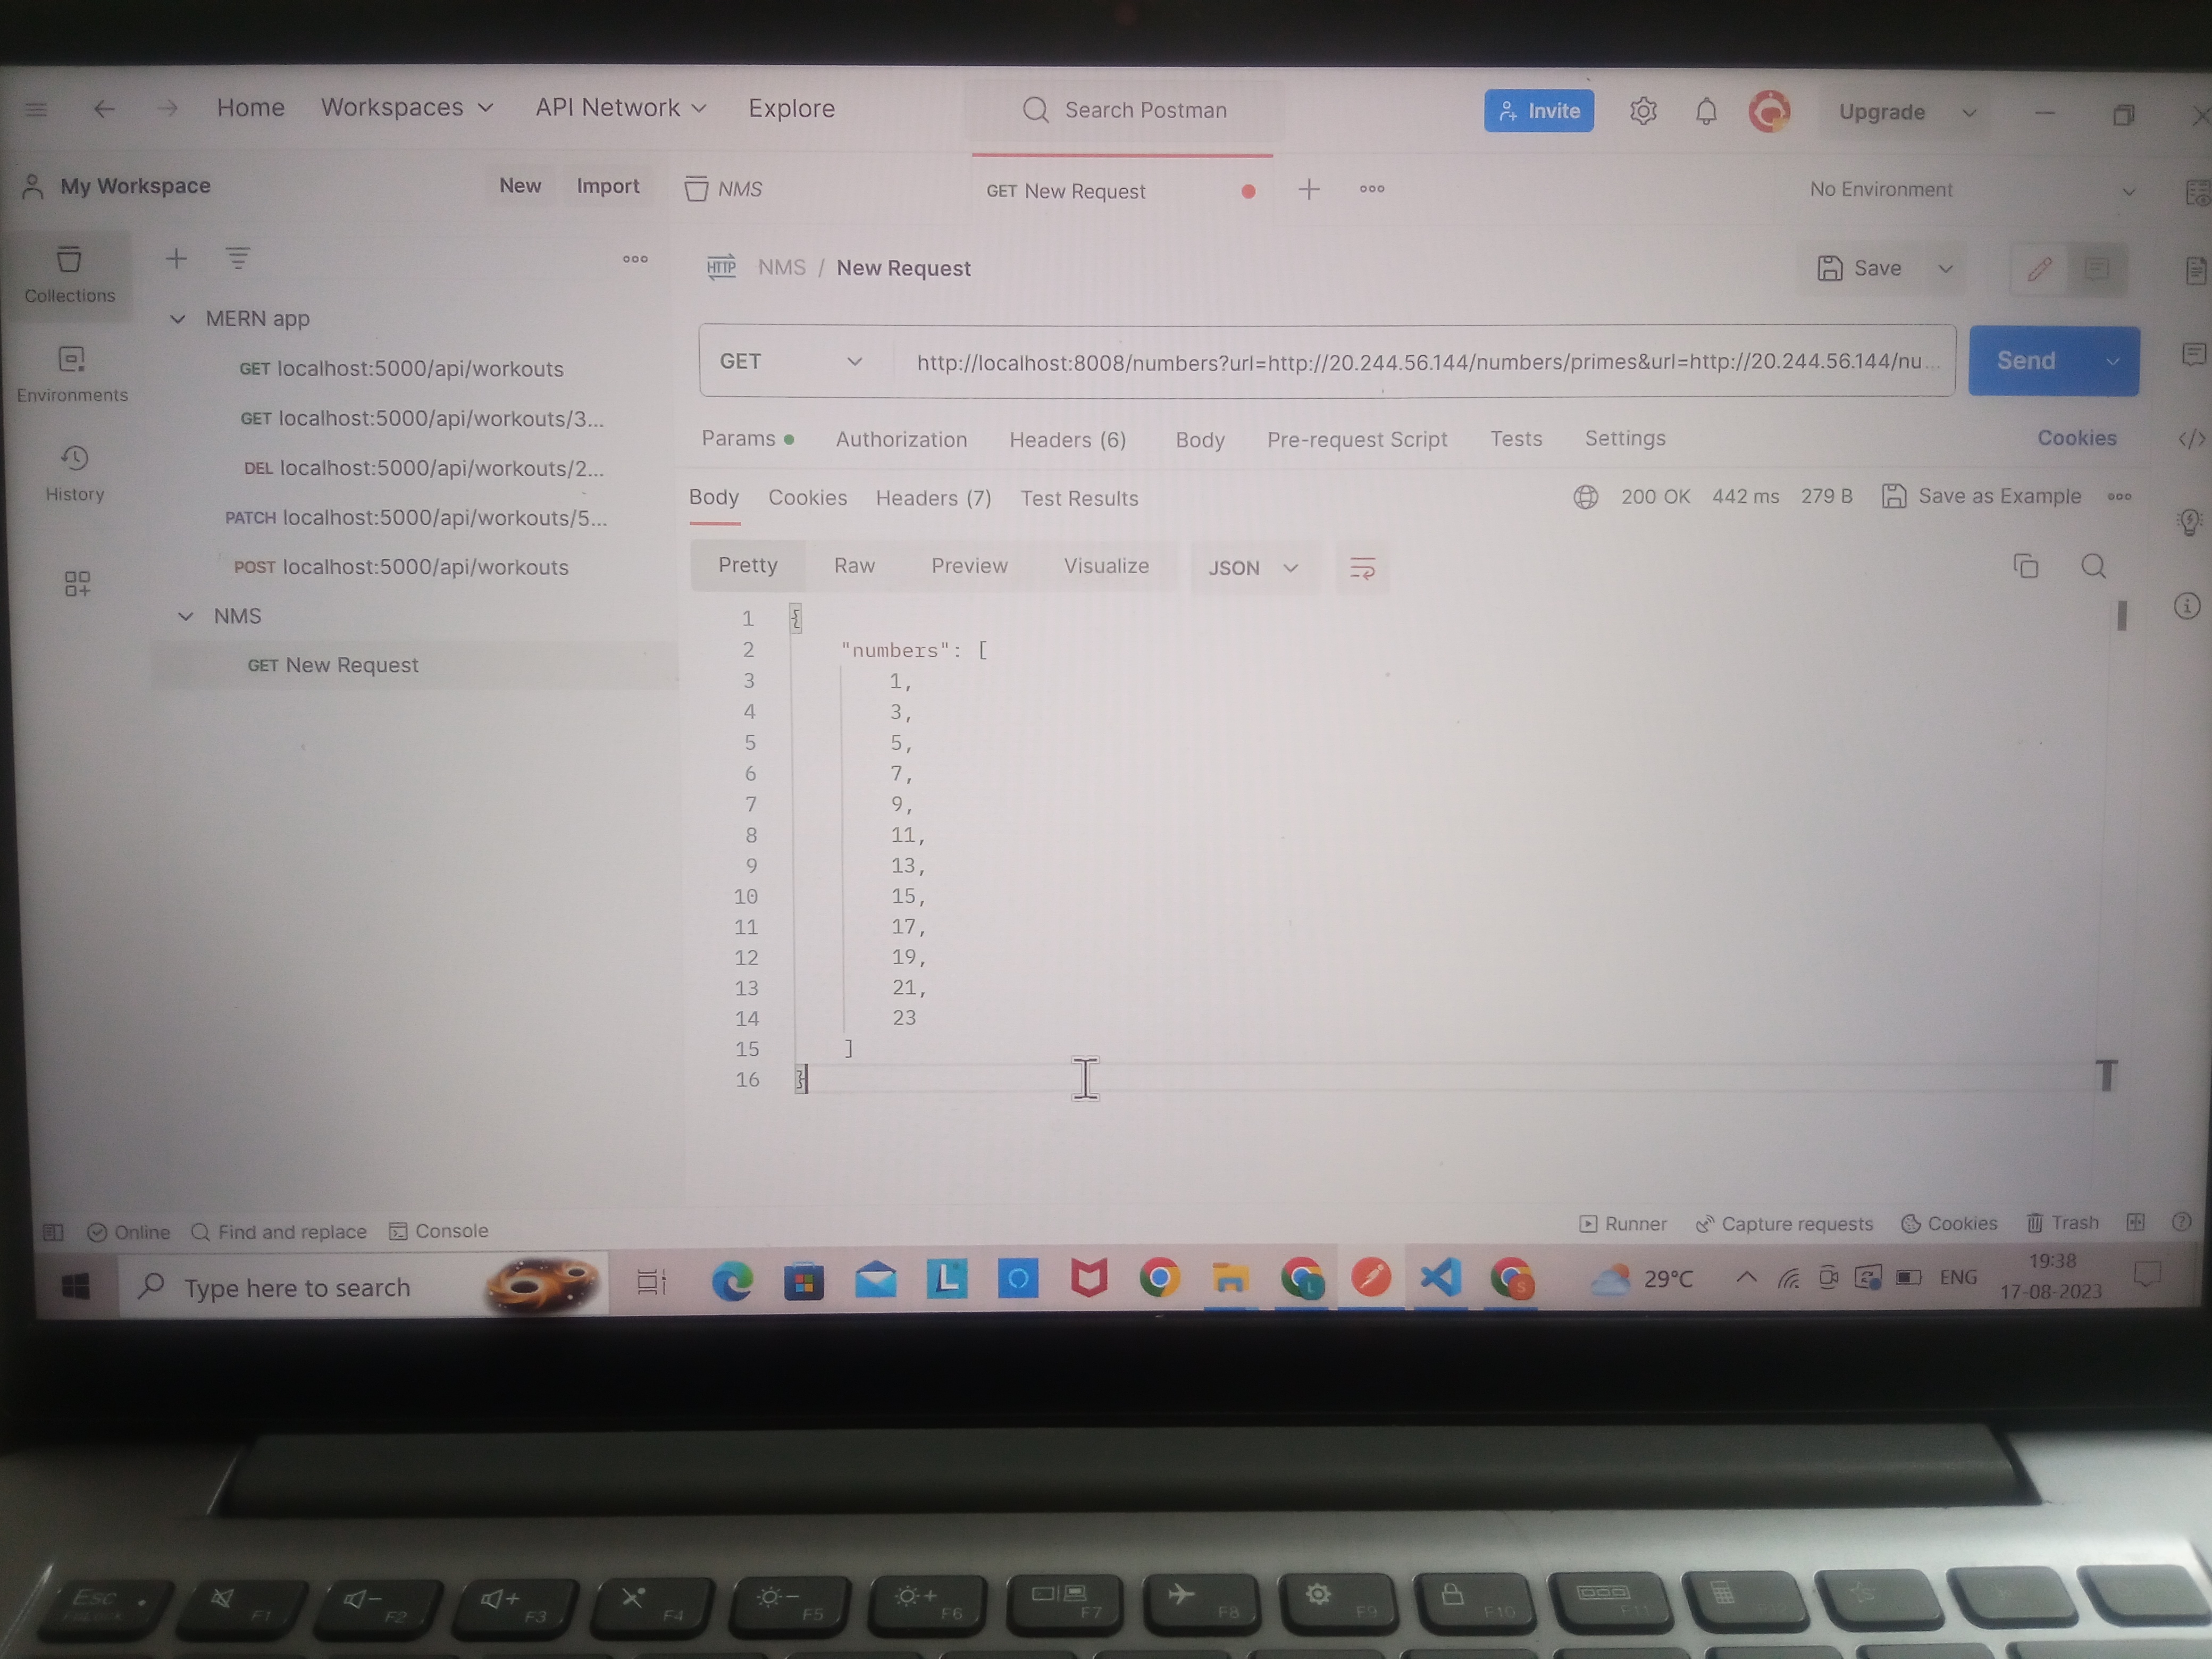 Home Workspaces API Network Explore Search Postman Invite Upgrade
My Workspace New Import NMS GET New Request No Environment
Collections
Environments
History
MERN app
GET localhost:5000/api/workouts
GET localhost:5000/api/workouts/3...
DEL localhost:5000/api/workouts/2...
PATCH localhost:5000/api/workouts/5...
POST localhost:5000/api/workouts
NMS
GET New Request
HTTP NMS / New Request Save
GET http://localhost:8008/numbers?url=http://20.244.56.144/numbers/primes&url=http://20.244.56.144/nu... Send
Params Authorization Headers (6) Body Pre-request Script Tests Settings Cookies
Body Cookies Headers (7) Test Results 200 OK 442 ms 279 B Save as Example
Pretty Raw Preview Visualize JSON
1 {
2 "numbers": [
3 1,
4 3,
5 5,
6 7,
7 9,
8 11,
9 13,
10 15,
11 17,
12 19,
13 21,
14 23
15 ]
16 }
Online Find and replace Console Runner Capture requests Cookies Trash
Type here to search 29°C ENG 19:38
17-08-2023
Esc F1 F2 F3 F4 F5 F6 F7 F8 F9 F10 F11